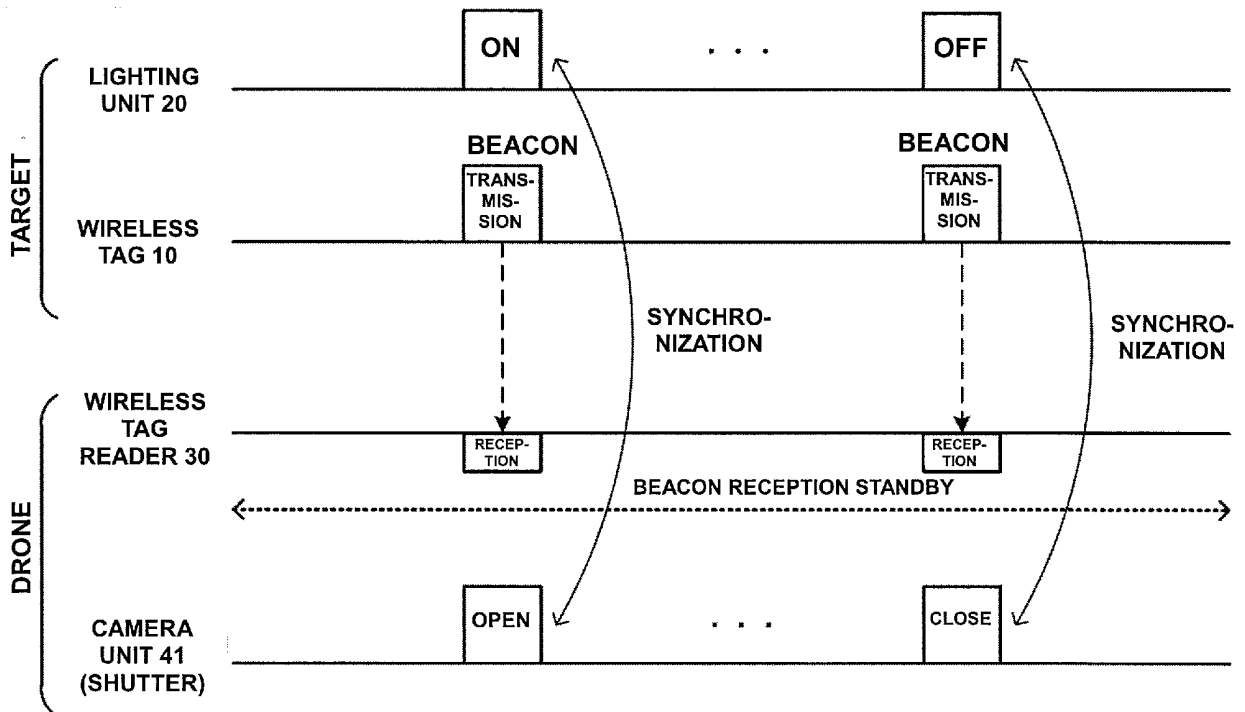 ON
. . .
OFF
LIGHTING
UNIT 20
BEACON
BEACON
TRANS-
MIS-
SION
TRANS-
MIS-
SION
TARGET
WIRELESS
TAG 10
SYNCHRO-
NIZATION
SYNCHRO-
NIZATION
WIRELESS
TAG
READER 30
RECEP-
TION
RECEP-
TION
BEACON RECEPTION STANDBY
DRONE
OPEN
. . .
CLOSE
CAMERA
UNIT 41
(SHUTTER)